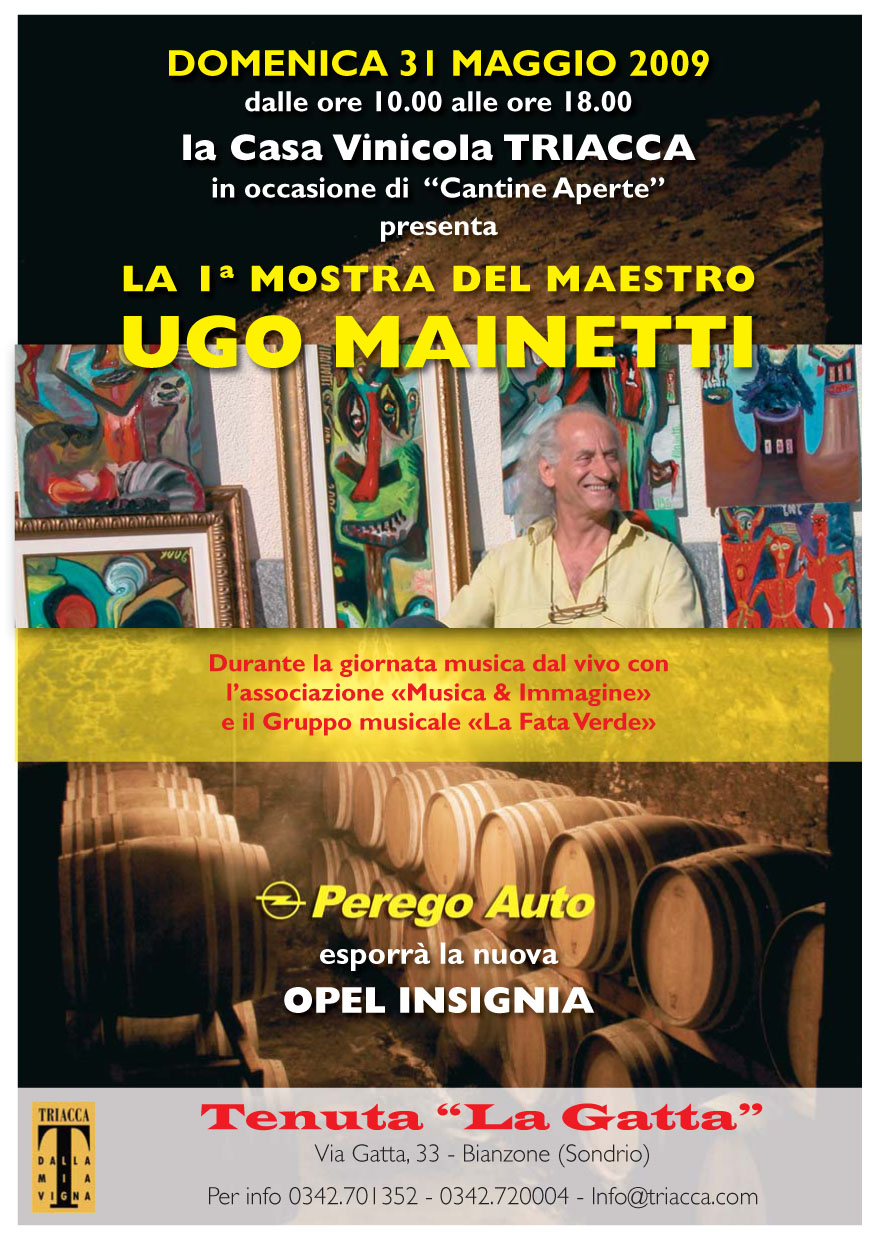 DOMENICA 31 MAGGIO 2009
dalle ore 10.00 alle ore 18.00
la Casa Vinicola TRIACCA
in occasione di “Cantine Aperte”
presenta
LA 1ª MOSTRA DEL MAESTRO
UGO MAINETTI
Durante la giornata musica dal vivo con
l’associazione «Musica & Immagine»
e il Gruppo musicale «La Fata Verde»
Perego Auto
esporrà la nuova
OPEL INSIGNIA
TRIACCA
DALLA
MIA
VIGNA
Tenuta “La Gatta”
Via Gatta, 33 - Bianzone (Sondrio)
Per info 0342.701352 - 0342.720004 - Info@triacca.com